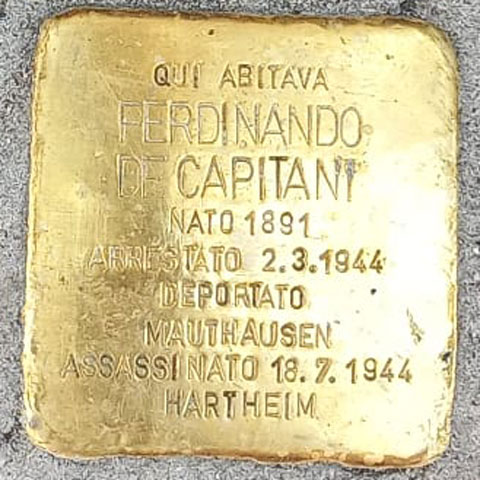 QUI ABITAVA
FERDINANDO
DE CAPITANI
NATO 1891
ARRESTATO 2.3.1944
DEPORTATO
MAUTHAUSEN
ASSASSINATO 18.7.1944
HARTHEIM